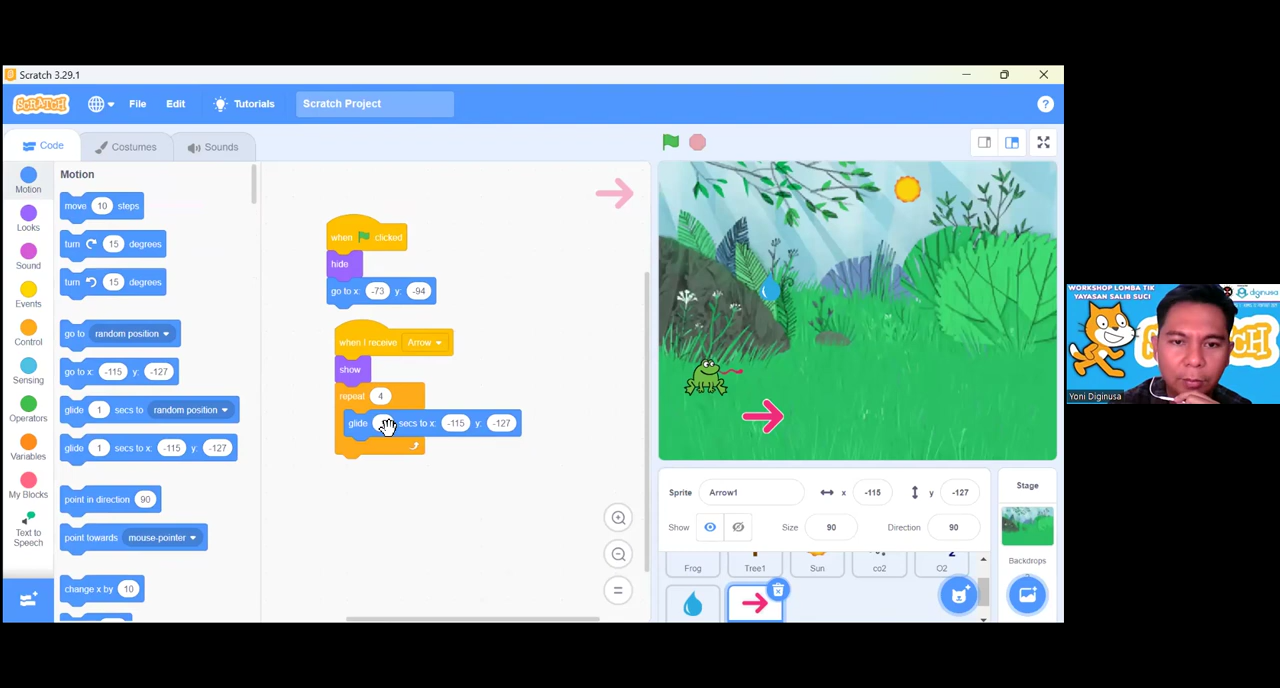 Scratch 3.29.1
SCRATCH
File
Edit
Tutorials
Scratch Project
?
Code
Costumes
Sounds
Motion
Looks
Sound
Events
Control
Sensing
Operators
Variables
My Blocks
Text to
Speech
Motion
move 10 steps
turn 15 degrees
turn 15 degrees
go to random position
go to x: -115 y: -127
glide 1 secs to random position
glide 1 secs to x: -115 y: -127
point in direction 90
point towards mouse-pointer
change x by 10
when clicked
hide
go to x: -73 y: -94
when I receive Arrow
show
repeat 4
glide secs to x: -115 y: -127
Sprite Arrow1 x -115 y -127
Show Size 90 Direction 90
Frog
Tree1
Sun
co2
O2
Stage
Backdrops
WORKSHOP LOMBA TIK
YAYASAN SALIB SUCI
diginusa
Yoni Diginusa